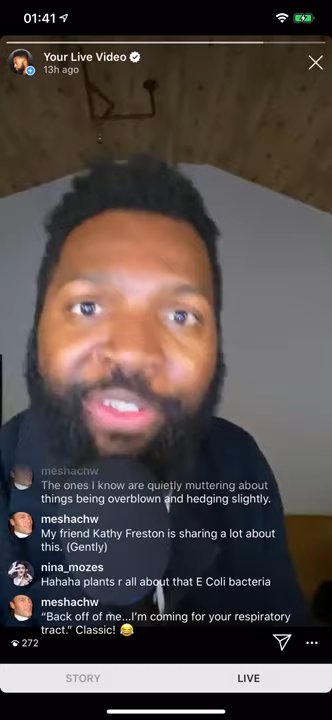 01:41
Your Live Video
13h ago
meshachw
The ones I know are quietly muttering about
things being overblown and hedging slightly.
meshachw
My friend Kathy Freston is sharing a lot about
this. (Gently)
nina_mozes
Hahaha plants r all about that E Coli bacteria
meshachw
“Back off of me...I’m coming for your respiratory
tract.” Classic! 😂
272
STORY
LIVE